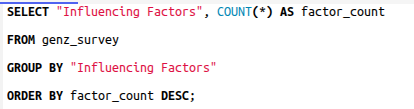 SELECT "Influencing Factors", COUNT(*) AS factor_count
FROM genz_survey
GROUP BY "Influencing Factors"
ORDER BY factor_count DESC;